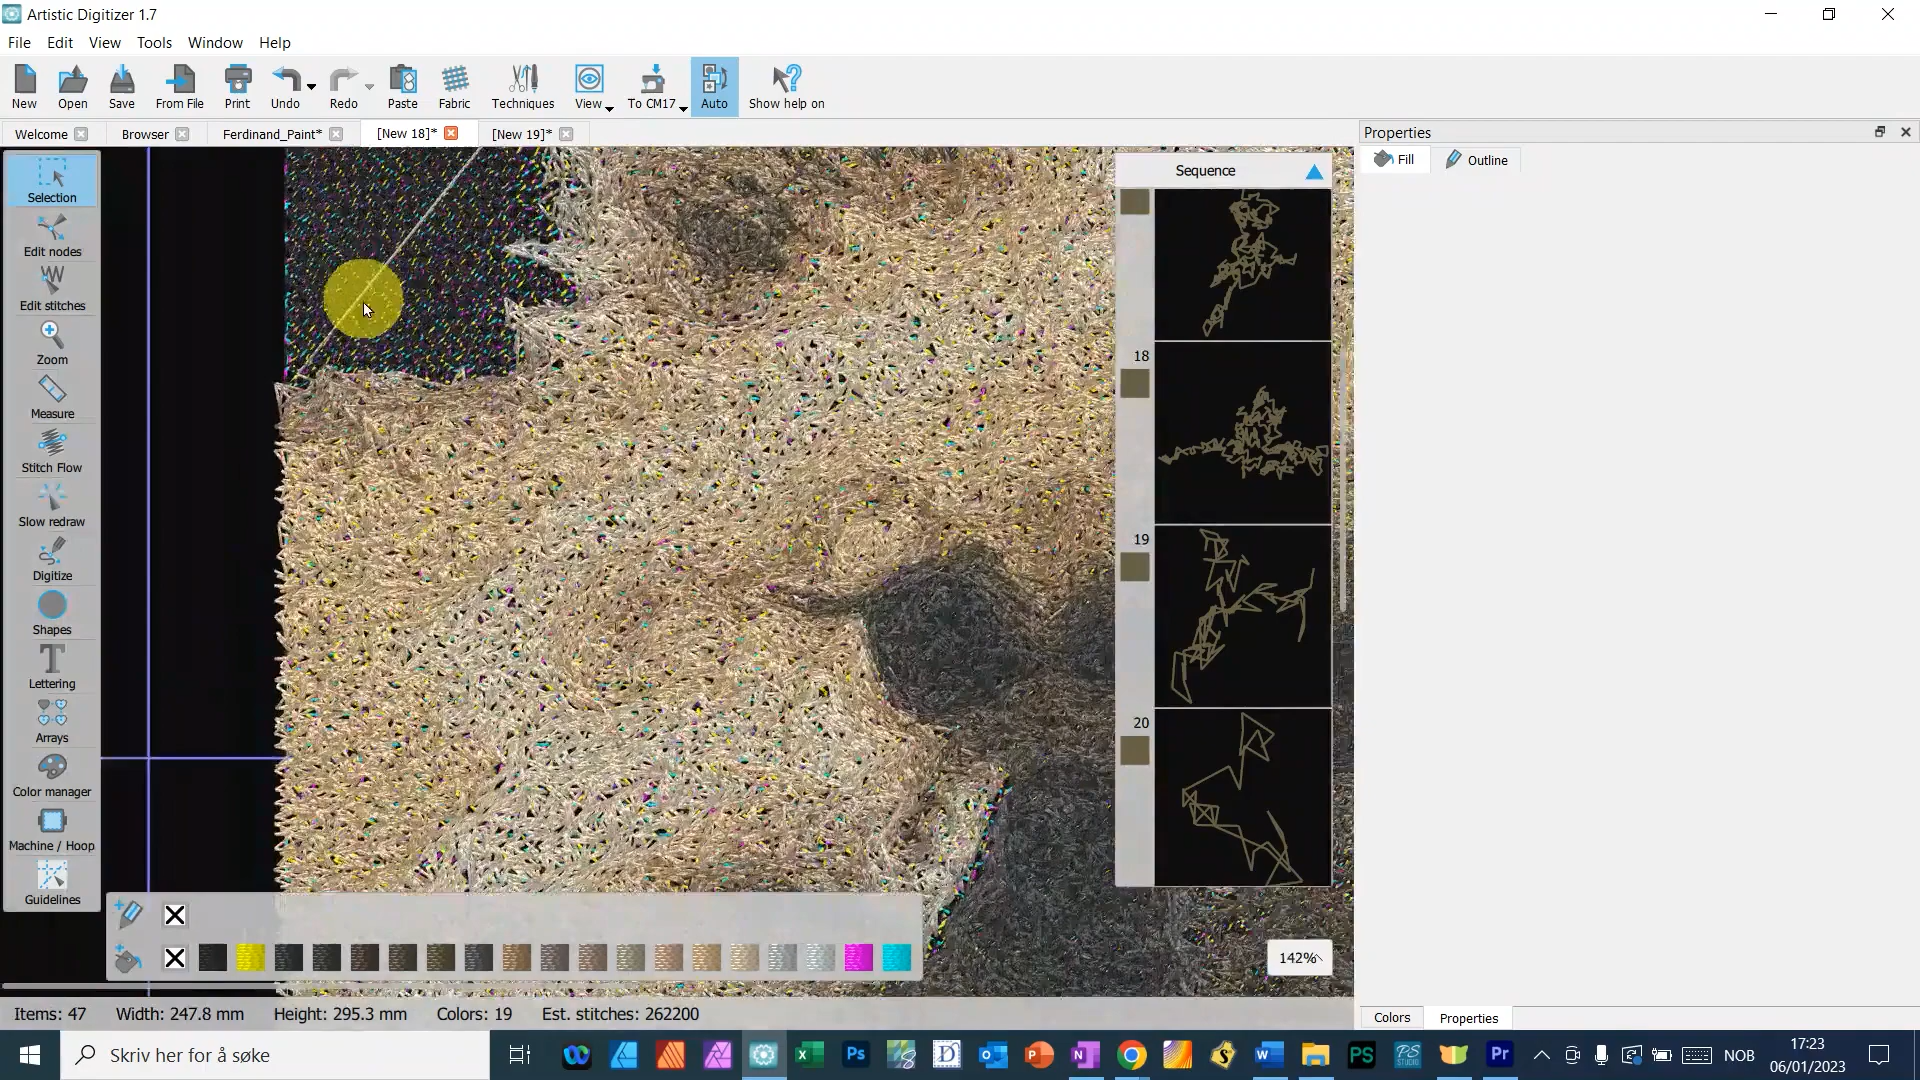 Artistic Digitizer 1.7
File Edit View Tools Window Help
New Open Save From File Print Undo Redo Paste Fabric Techniques View To CM17 Auto Show help on
Welcome Browser Ferdinand_Paint* [New 18]* [New 19]*
Properties
Fill Outline
Selection
Edit nodes
Edit stitches
Zoom
Measure
Stitch Flow
Slow redraw
Digitize
Shapes
Lettering
Arrays
Color manager
Machine / Hoop
Guidelines
Sequence
18
19
20
142%
Items: 47 Width: 247.8 mm Height: 295.3 mm Colors: 19 Est. stitches: 262200
Colors Properties
Skriv her for å søke
NOB
17:23
06/01/2023